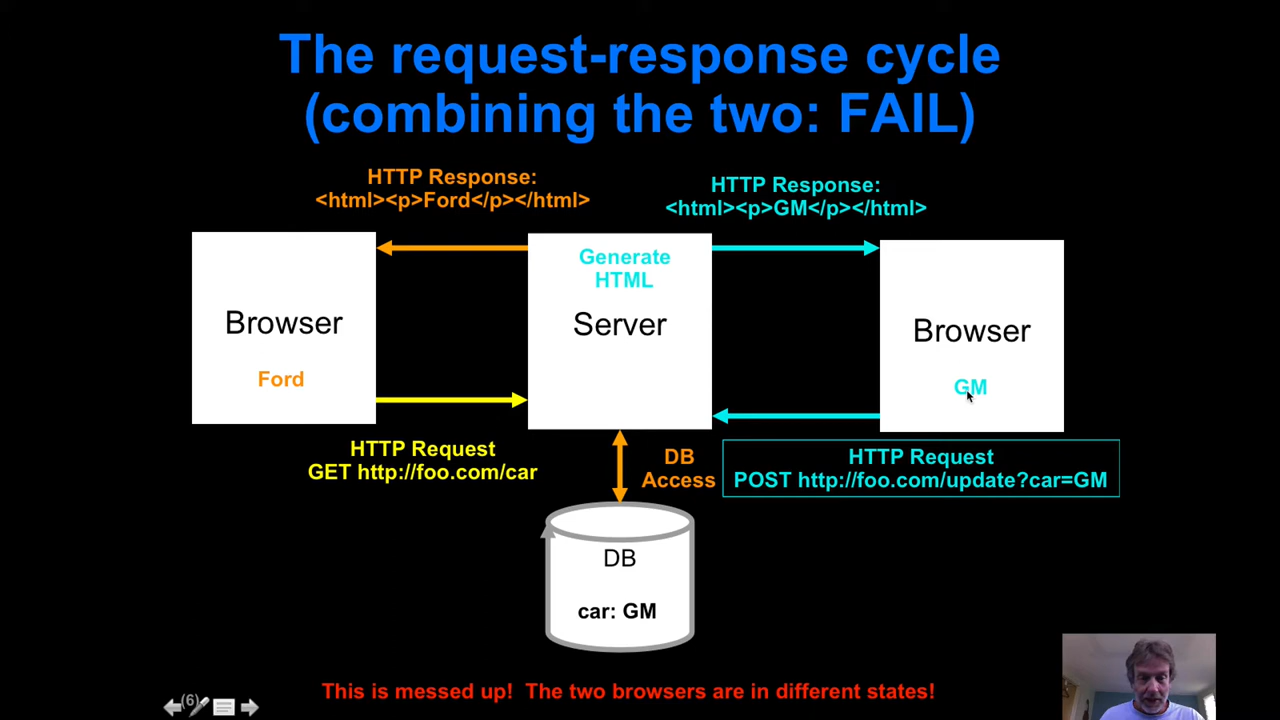 The request-response cycle
(combining the two: FAIL)
HTTP Response:
<html><p>Ford</p></html>
HTTP Response:
<html><p>GM</p></html>
Generate
HTML
Browser
Server
Browser
Ford
GM
HTTP Request
GET http://foo.com/car
DB
Access
HTTP Request
POST http://foo.com/update?car=GM
DB
car: GM
This is messed up!  The two browsers are in different states!
(6)